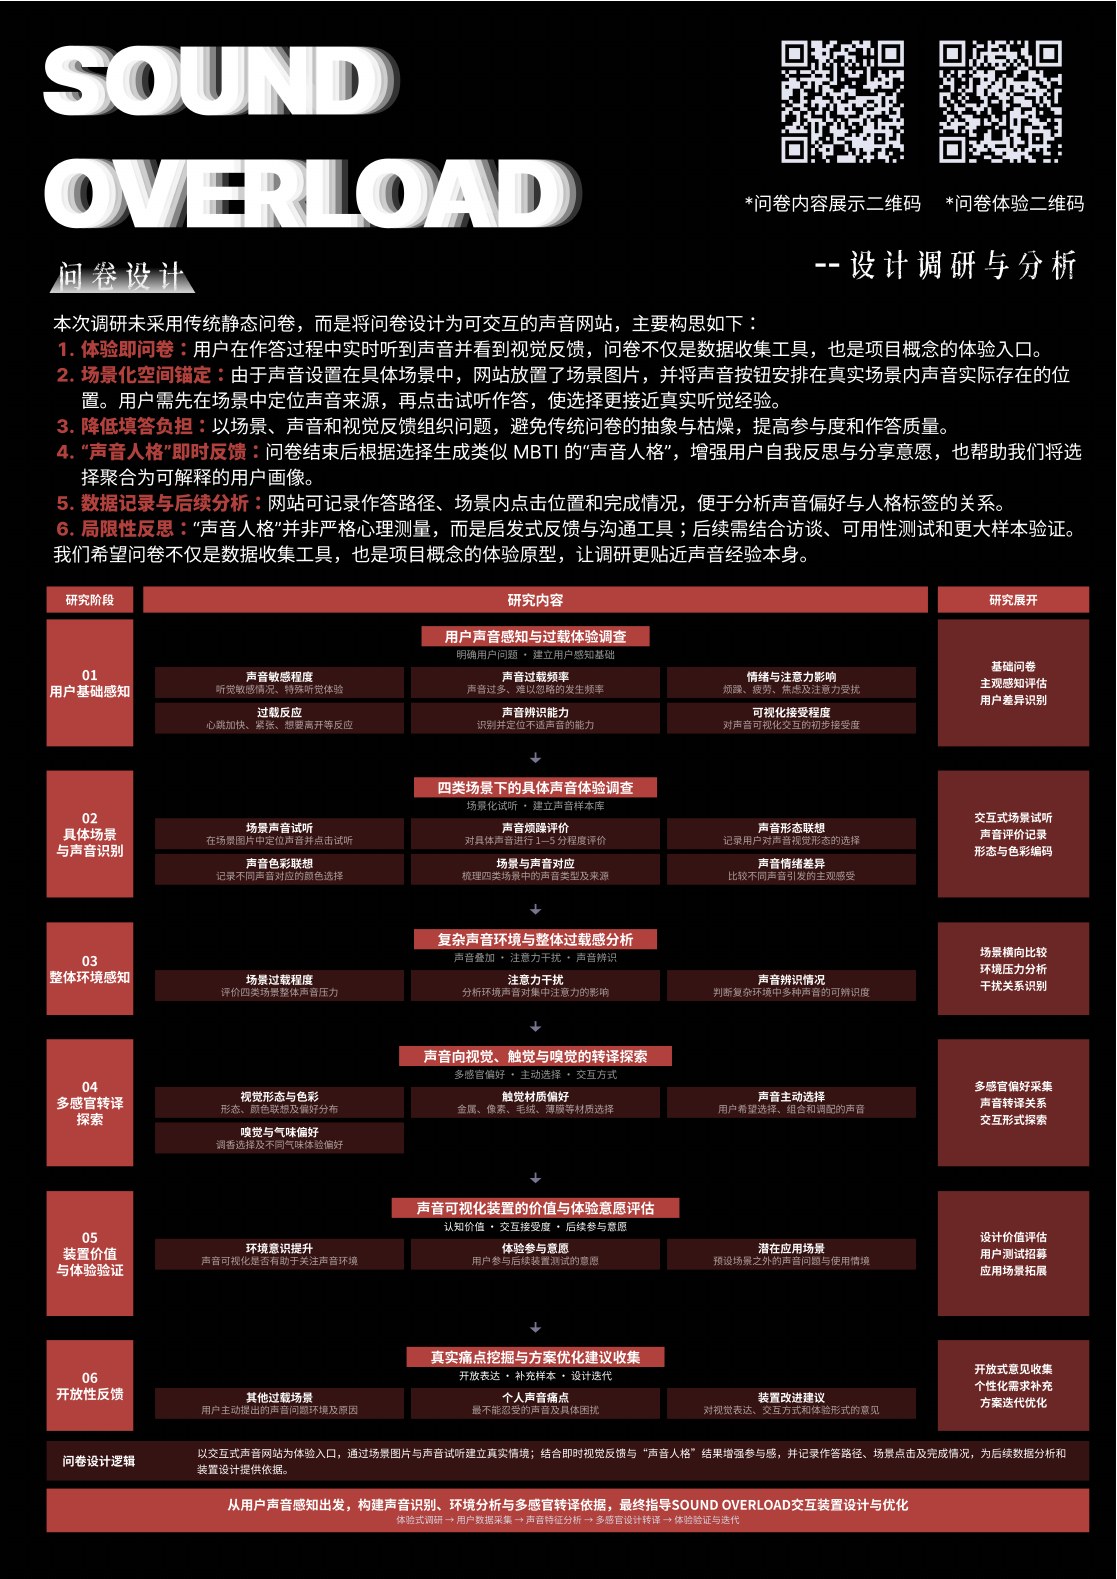 SOUND
OVERLOAD
*问卷内容展示二维码
*问卷体验二维码
--设计调研与分析
问卷设计
本次调研未采用传统静态问卷，而是将问卷设计为可交互的声音网站，主要构思如下：
1. 体验即问卷：用户在作答过程中实时听到声音并看到视觉反馈，问卷不仅是数据收集工具，也是项目概念的体验入口。
2. 场景化空间锚定：由于声音设置在具体场景中，网站放置了场景图片，并将声音按钮安排在真实场景内声音实际存在的位
置。用户需先在场景中定位声音来源，再点击试听作答，使选择更接近真实听觉经验。
3. 降低填答负担：以场景、声音和视觉反馈组织问题，避免传统问卷的抽象与枯燥，提高参与度和作答质量。
4. “声音人格”即时反馈：问卷结束后根据选择生成类似 MBTI 的“声音人格”，增强用户自我反思与分享意愿，也帮助我们将选
择聚合为可解释的用户画像。
5. 数据记录与后续分析：网站可记录作答路径、场景内点击位置和完成情况，便于分析声音偏好与人格标签的关系。
6. 局限性反思：“声音人格”并非严格心理测量，而是启发式反馈与沟通工具；后续需结合访谈、可用性测试和更大样本验证。
我们希望问卷不仅是数据收集工具，也是项目概念的体验原型，让调研更贴近声音经验本身。
研究阶段
研究内容
研究展开
01
用户基础感知
用户声音感知与过载体验调查
明确用户问题 · 建立用户感知基础
声音敏感程度
听觉敏感情况、特殊听觉体验
声音过载频率
声音过多、难以忽略的发生频率
情绪与注意力影响
烦躁、疲劳、焦虑及注意力受扰
过载反应
心跳加快、紧张、想要离开等反应
声音辨识能力
识别并定位不适声音的能力
可视化接受程度
对声音可视化交互的初步接受度
基础问卷
主观感知评估
用户差异识别
02
具体场景
与声音识别
四类场景下的具体声音体验调查
场景化试听 · 建立声音样本库
场景声音试听
在场景图片中定位声音并点击试听
声音烦躁评价
对具体声音进行 1—5 分程度评价
声音形态联想
记录用户对声音视觉形态的选择
声音色彩联想
记录不同声音对应的颜色选择
场景与声音对应
梳理四类场景中的声音类型及来源
声音情绪差异
比较不同声音引发的主观感受
交互式场景试听
声音评价记录
形态与色彩编码
03
整体环境感知
复杂声音环境与整体过载感分析
声音叠加 · 注意力干扰 · 声音辨识
场景过载程度
评价四类场景整体声音压力
注意力干扰
分析环境声音对集中注意力的影响
声音辨识情况
判断复杂环境中多种声音的可辨识度
场景横向比较
环境压力分析
干扰关系识别
04
多感官转译
探索
声音向视觉、触觉与嗅觉的转译探索
多感官偏好 · 主动选择 · 交互方式
视觉形态与色彩
形态、颜色联想及偏好分布
触觉材质偏好
金属、像素、毛绒、薄膜等材质选择
声音主动选择
用户希望选择、组合和调配的声音
嗅觉与气味偏好
调香选择及不同气味体验偏好
多感官偏好采集
声音转译关系
交互形式探索
05
装置价值
与体验验证
声音可视化装置的价值与体验意愿评估
认知价值 · 交互接受度 · 后续参与意愿
环境意识提升
声音可视化是否有助于关注声音环境
体验参与意愿
用户参与后续装置测试的意愿
潜在应用场景
预设场景之外的声音问题与使用情境
设计价值评估
用户测试招募
应用场景拓展
06
开放性反馈
真实痛点挖掘与方案优化建议收集
开放表达 · 补充样本 · 设计迭代
其他过载场景
用户主动提出的声音问题环境及原因
个人声音痛点
最不能忍受的声音及具体困扰
装置改进建议
对视觉表达、交互方式和体验形式的意见
开放式意见收集
个性化需求补充
方案迭代优化
问卷设计逻辑
以交互式声音网站为体验入口，通过场景图片与声音试听建立真实情境；结合即时视觉反馈与“声音人格”结果增强参与感，并记录作答路径、场景点击及完成情况，为后续数据分析和
装置设计提供依据。
从用户声音感知出发，构建声音识别、环境分析与多感官转译依据，最终指导SOUND OVERLOAD交互装置设计与优化
体验式调研 → 用户数据采集 → 声音特征分析 → 多感官设计转译 → 体验验证与迭代